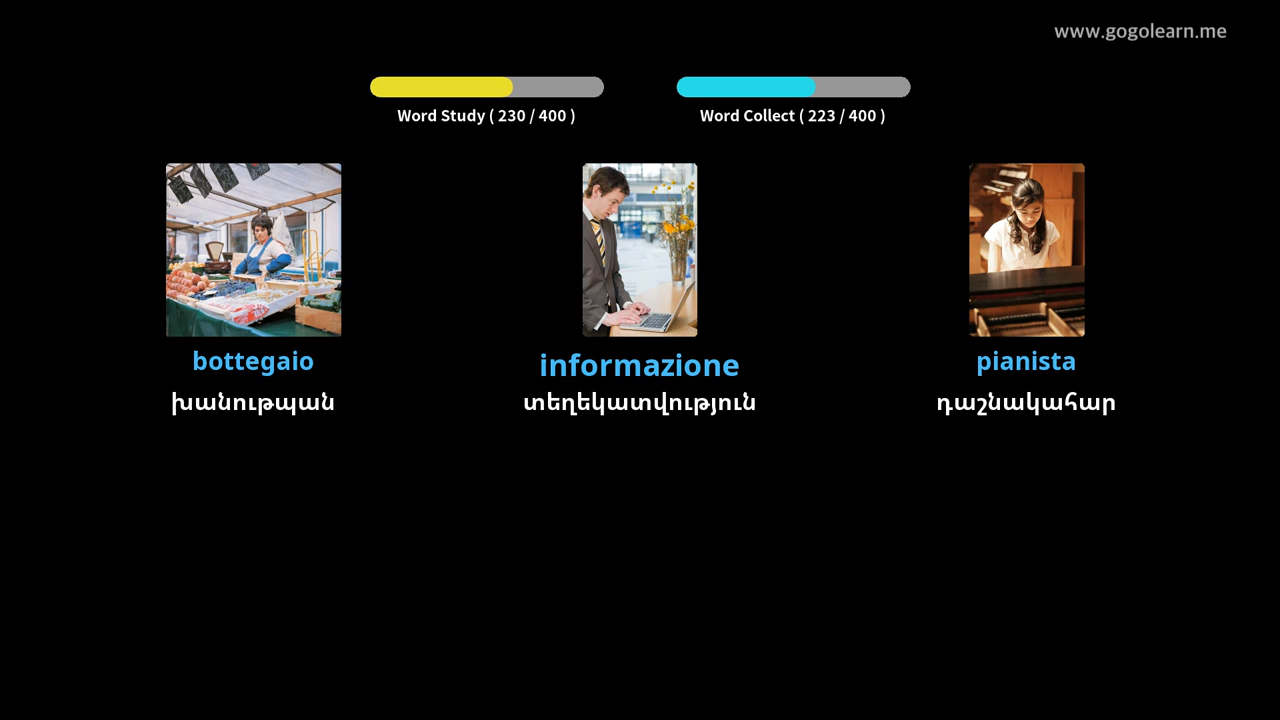 www.gogolearn.me
Word Study ( 230 / 400 )
Word Collect ( 223 / 400 )
bottegaio
informazione
pianista
խանութպան
տեղեկատվություն
դաշնակահար